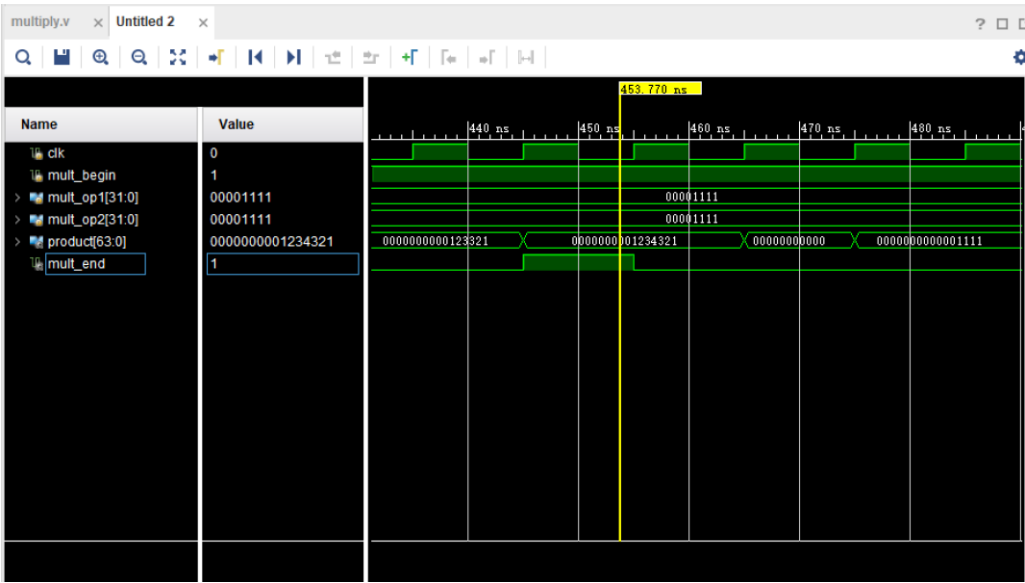 multiply.v × Untitled 2 ×
?
453.770 ns
Name Value
440 ns 450 ns 460 ns 470 ns 480 ns
clk 0
mult_begin 1
mult_op1[31:0] 00001111 00001111
mult_op2[31:0] 00001111 00001111
product[63:0] 0000000001234321 0000000000123321 0000000001234321 00000000000 0000000000001111
mult_end 1